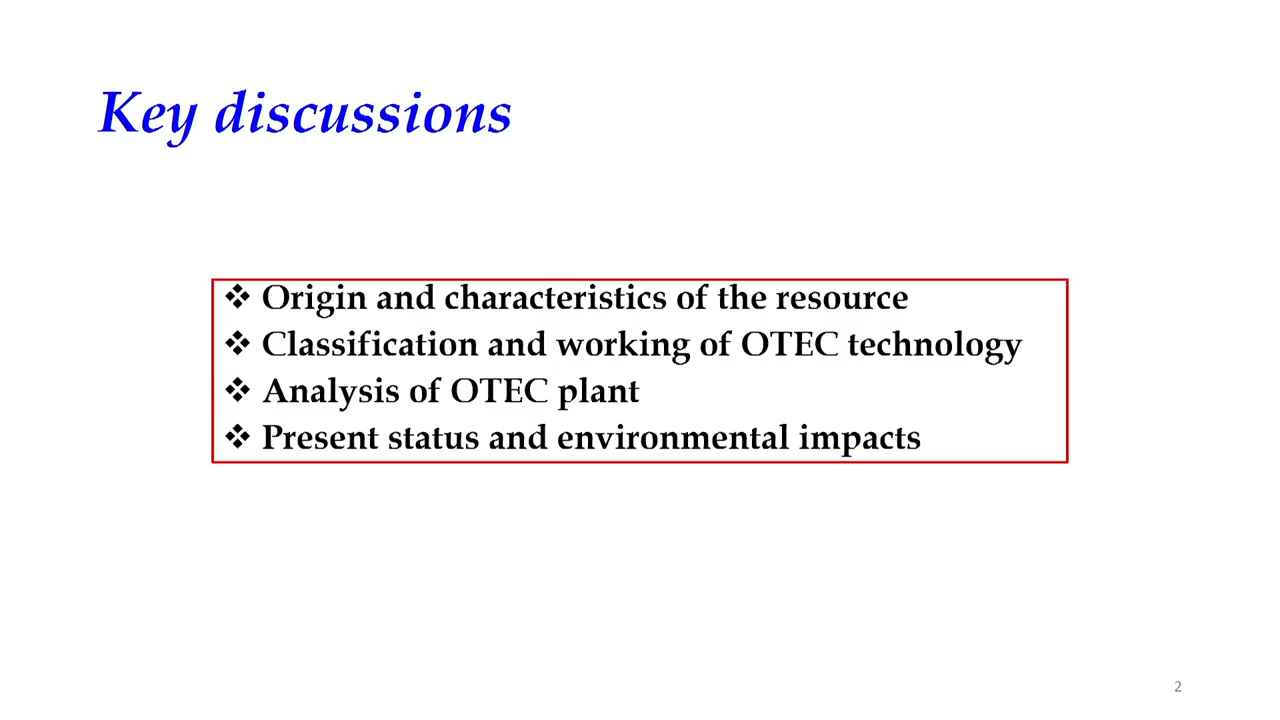 Key discussions
❖ Origin and characteristics of the resource
❖ Classification and working of OTEC technology
❖ Analysis of OTEC plant
❖ Present status and environmental impacts
2